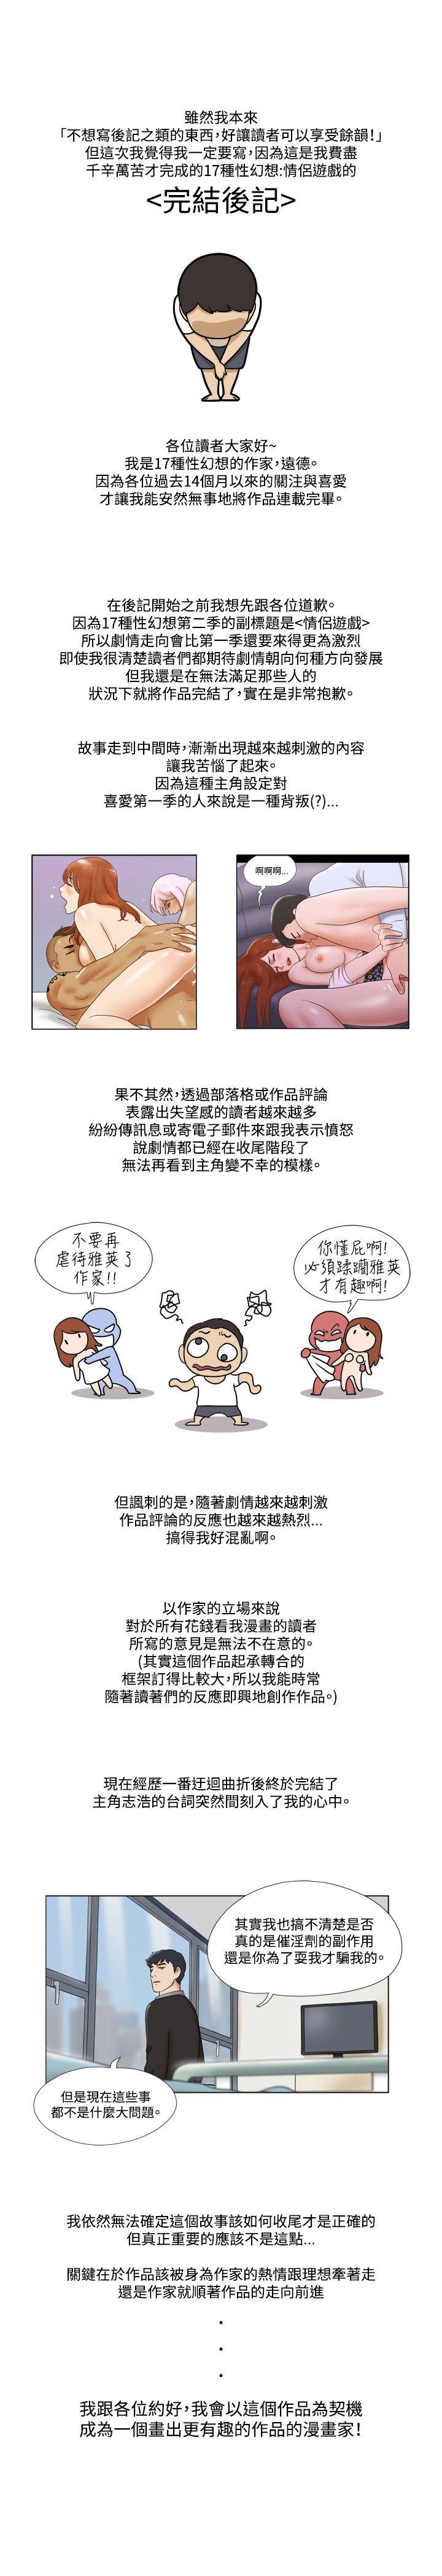 雖然我本來
「不想寫後記之類的東西，好讓讀者可以享受餘韻！」
但這次我覺得我一定要寫，因為這是我費盡
千辛萬苦才完成的17種性幻想:情侶遊戲的
<完結後記>
各位讀者大家好~
我是17種性幻想的作家，遠德。
因為各位過去14個月以來的關注與喜愛
才讓我能安然無事地將作品連載完畢。
在後記開始之前我想先跟各位道歉。
因為17種性幻想第二季的副標題是<情侶遊戲>
所以劇情走向會比第一季還要來得更為激烈
即使我很清楚讀者們都期待劇情朝向何種方向發展
但我還是在無法滿足那些人的
狀況下就將作品完結了，實在是非常抱歉。
故事走到中間時，漸漸出現越來越刺激的內容
讓我苦惱了起來。
因為這種主角設定對
喜愛第一季的人來說是一種背叛(?)...
啊啊啊...
果不其然，透過部落格或作品評論
表露出失望感的讀者越來越多
紛紛傳訊息或寄電子郵件來跟我表示憤怒
說劇情都已經在收尾階段了
無法再看到主角變不幸的模樣。
不要再
虐待雅英了
作家!!
你懂屁啊!
必須蹂躪雅英
才有趣啊!
但諷刺的是，隨著劇情越來越刺激
作品評論的反應也越來越熱烈...
搞得我好混亂啊。
以作家的立場來說
對於所有花錢看我漫畫的讀者
所寫的意見是無法不在意的。
(其實這個作品起承轉合的
框架訂得比較大，所以我能時常
隨著讀著們的反應即興地創作作品。)
現在經歷一番迂迴曲折後終於完結了
主角志浩的台詞突然間刻入了我的心中。
其實我也搞不清楚是否
真的是催淫劑的副作用
還是你為了耍我才騙我的。
但是現在這些事
都不是什麼大問題。
我依然無法確定這個故事該如何收尾才是正確的
但真正重要的應該不是這點...
關鍵在於作品該被身為作家的熱情跟理想牽著走
還是作家就順著作品的走向前進
.
.
.
我跟各位約好，我會以這個作品為契機
成為一個畫出更有趣的作品的漫畫家！